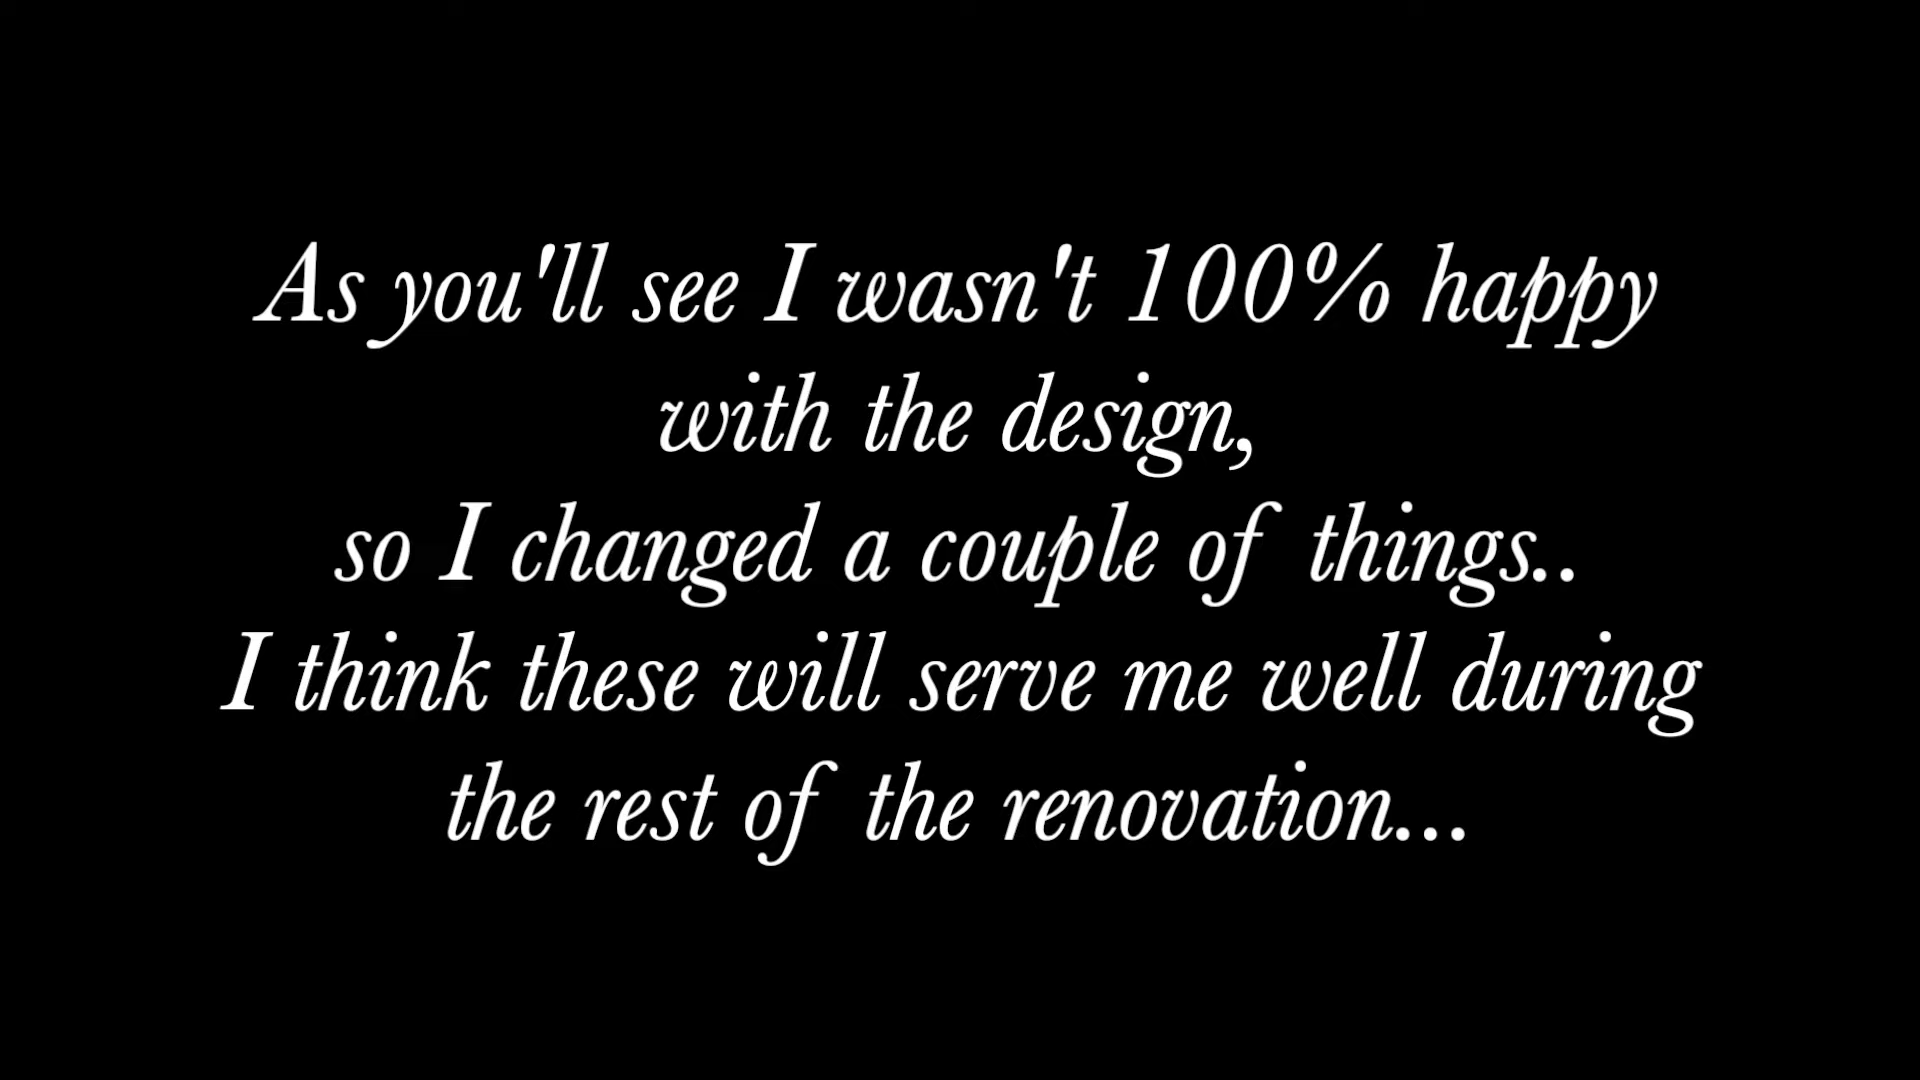 As you'll see I wasn't 100% happy
with the design,
so I changed a couple of things..
I think these will serve me well during
the rest of the renovation...